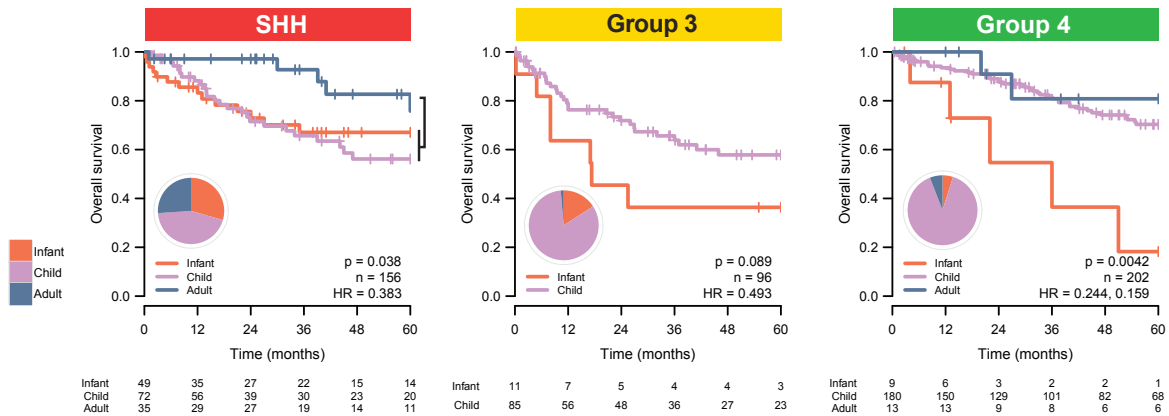 SHH
Overall survival
1.0
0.8
0.6
0.4
0.2
0.0
Infant
Child
Adult
Infant
Child
Adult
p = 0.038
n = 156
HR = 0.383
0 12 24 36 48 60
Time (months)
Infant 49 35 27 22 15 14
Child 72 56 39 30 23 20
Adult 35 29 27 19 14 11
Group 3
Overall survival
1.0
0.8
0.6
0.4
0.2
0.0
Infant
Child
p = 0.089
n = 96
HR = 0.493
0 12 24 36 48 60
Time (months)
Infant 11 7 5 4 4 3
Child 85 56 48 36 27 23
Group 4
Overall survival
1.0
0.8
0.6
0.4
0.2
0.0
Infant
Child
Adult
p = 0.0042
n = 202
HR = 0.244, 0.159
0 12 24 36 48 60
Time (months)
Infant 9 6 3 2 2 1
Child 180 150 129 101 82 68
Adult 13 13 9 8 6 6